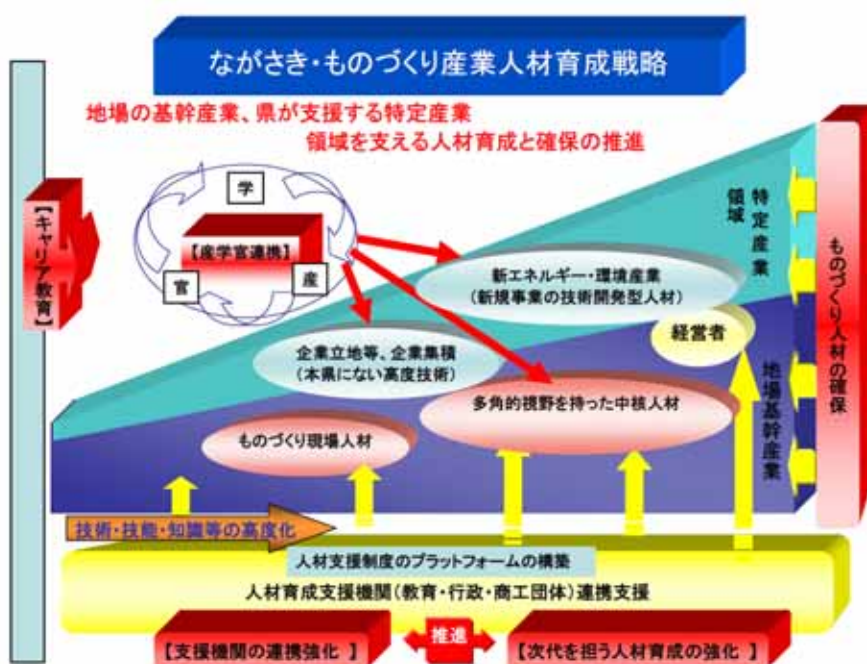 ながさき・ものづくり産業人材育成戦略
地場の基幹産業、県が支援する特定産業
領域を支える人材育成と確保の推進
【キャリア教育】
学
【産学官連携】
官
産
特定産業
領域
新エネルギー・環境産業
(新規事業の技術開発型人材)
経営者
企業立地等、企業集積
(本県にない高度技術)
多角的視野を持った中核人材
ものづくり現場人材
地場基幹産業
ものづくり人材の確保
技術・技能・知識等の高度化
人材支援制度のプラットフォームの構築
人材育成支援機関(教育・行政・商工団体)連携支援
【支援機関の連携強化 】
推進
【次代を担う人材育成の強化 】